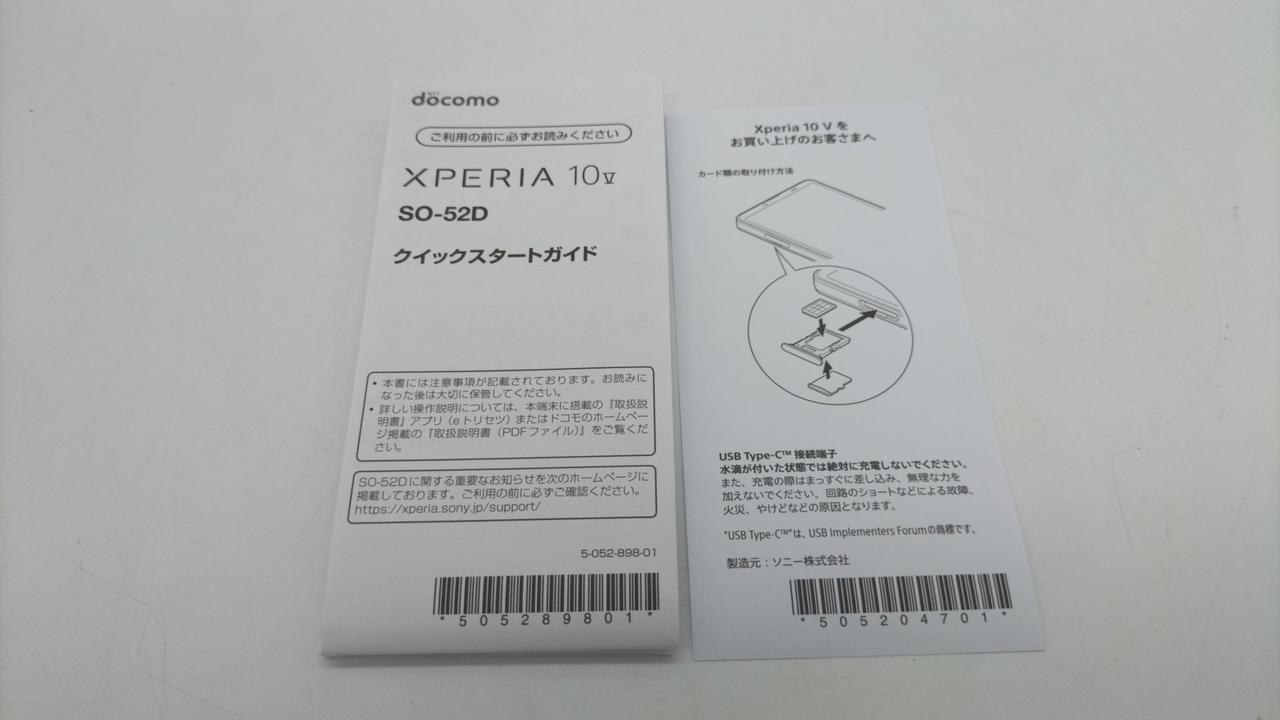 docomo
ご利用の前に必ずお読みください
XPERIA 10 V
SO-52D
クイックスタートガイド
• 本書には注意事項が記載されております。お読みに
なった後は大切に保管してください。
• 詳しい操作説明については、本端末に搭載の『取扱説
明書』アプリ（eトリセツ）またはドコモのホームペー
ジ掲載の『取扱説明書（PDFファイル）』をご覧くだ
さい。
SO-52Dに関する重要なお知らせを次のホームページに
掲載しております。ご利用の前に必ずご確認ください。
https://xperia.sony.jp/support/
5-052-898-01
*505289801*
Xperia 10 V を
お買い上げのお客さまへ
カード類の取り付け方法
USB Type-C™ 接続端子
水滴が付いた状態では絶対に充電しないでください。
また、充電の際はまっすぐに差し込み、無理な力を
加えないでください。回路のショートなどによる故障、
火災、やけどなどの原因となります。
"USB Type-C™"は、USB Implementers Forumの商標です。
製造元：ソニー株式会社
*505204701*